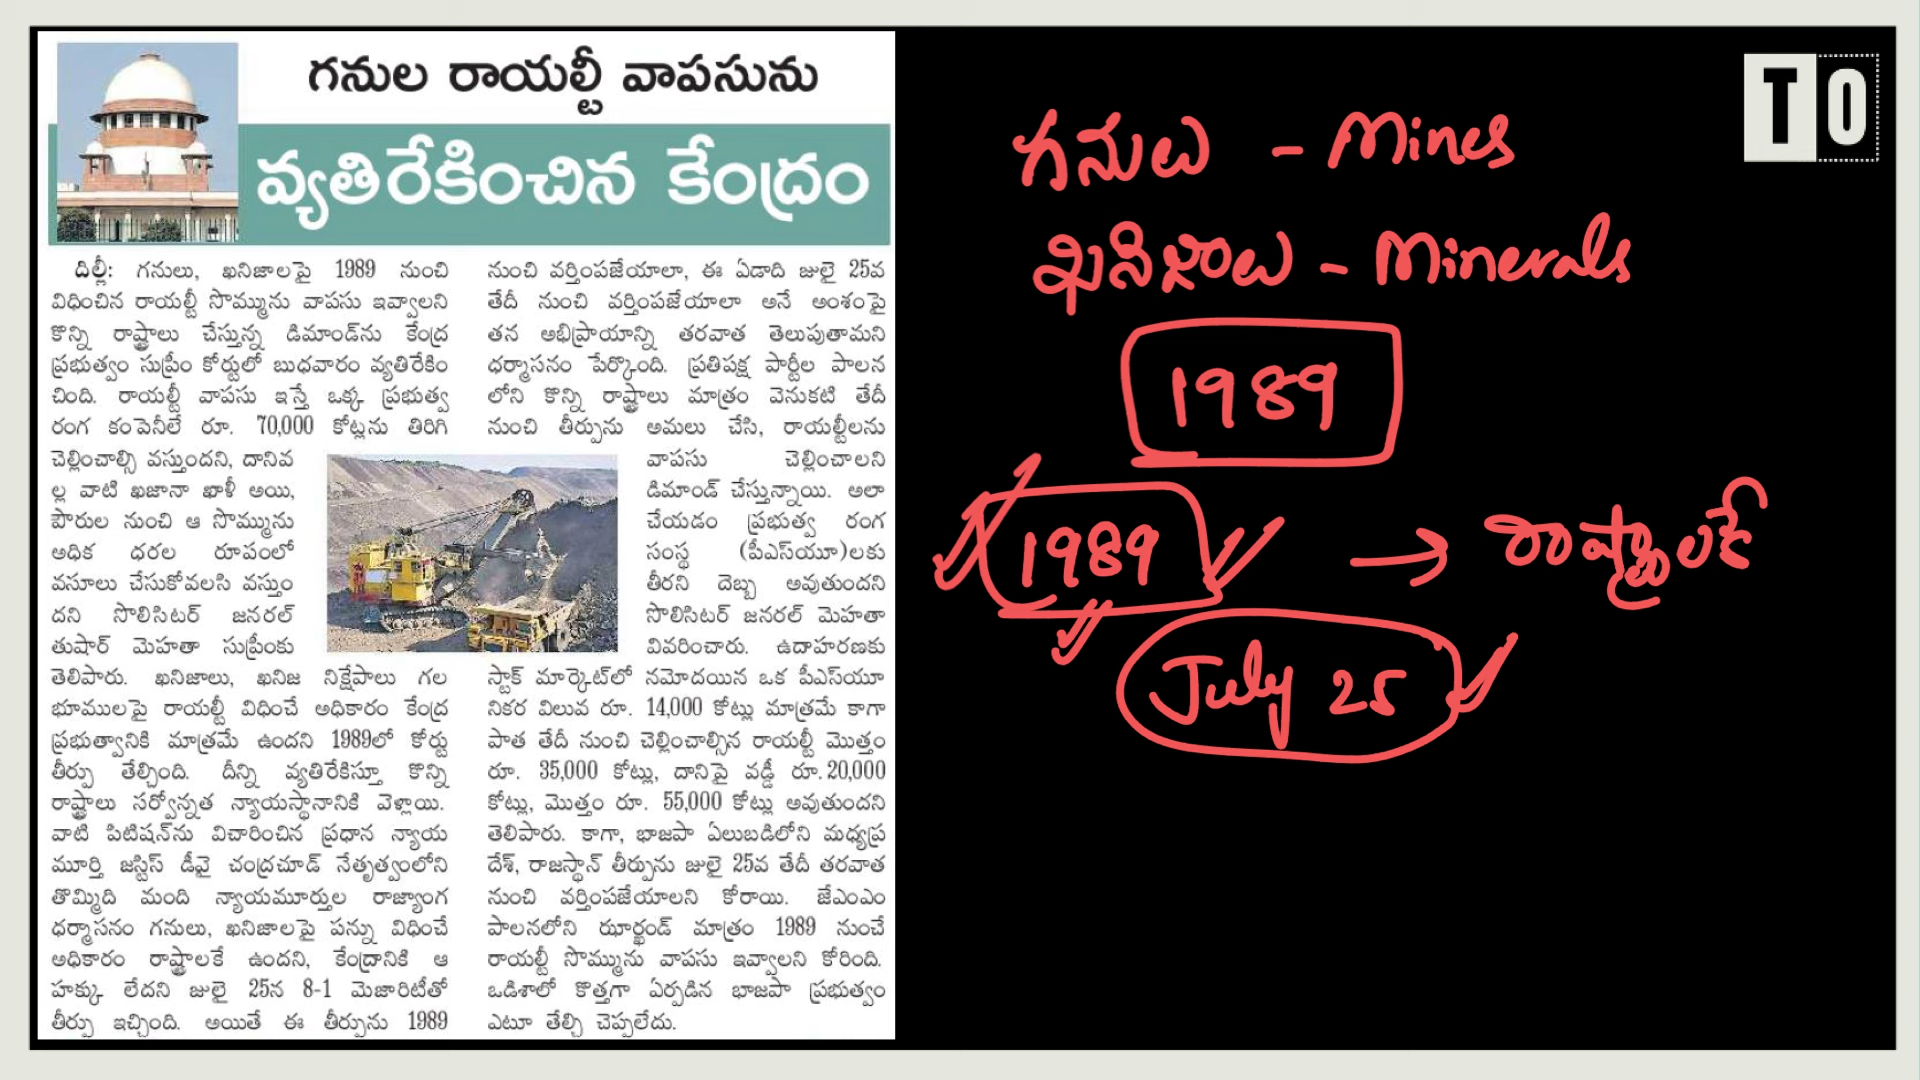 గనుల రాయల్టీ వాపసును
వ్యతిరేకించిన కేంద్రం
దిల్లీ: గనులు, ఖనిజాలపై 1989 నుంచి
విధించిన రాయల్టీ సొమ్మును వాపసు ఇవ్వాలని
కొన్ని రాష్ట్రాలు చేస్తున్న డిమాండ్‌ను కేంద్ర
ప్రభుత్వం సుప్రీం కోర్టులో బుధవారం వ్యతిరేకిం
చింది. రాయల్టీ వాపసు ఇస్తే ఒక్క ప్రభుత్వ
రంగ కంపెనీలే రూ. 70,000 కోట్లను తిరిగి
చెల్లించాల్సి వస్తుందని, దానివ
ల్ల వాటి ఖజానా ఖాళీ అయి,
పౌరుల నుంచి ఆ సొమ్మును
అధిక ధరల రూపంలో
వసూలు చేసుకోవలసి వస్తుం
దని సొలిసిటర్ జనరల్
తుషార్ మెహతా సుప్రీంకు
తెలిపారు. ఖనిజాలు, ఖనిజ నిక్షేపాలు గల
భూములపై రాయల్టీ విధించే అధికారం కేంద్ర
ప్రభుత్వానికి మాత్రమే ఉందని 1989లో కోర్టు
తీర్పు తేల్చింది. దీన్ని వ్యతిరేకిస్తూ కొన్ని
రాష్ట్రాలు సర్వోన్నత న్యాయస్థానానికి వెళ్లాయి.
వాటి పిటిషన్‌ను విచారించిన ప్రధాన న్యాయ
మూర్తి జస్టిస్ డీవై చంద్రచూడ్ నేతృత్వంలోని
తొమ్మిది మంది న్యాయమూర్తుల రాజ్యాంగ
ధర్మాసనం గనులు, ఖనిజాలపై పన్ను విధించే
అధికారం రాష్ట్రాలకే ఉందని, కేంద్రానికి ఆ
హక్కు లేదని జులై 25న 8-1 మెజారిటీతో
తీర్పు ఇచ్చింది. అయితే ఈ తీర్పును 1989
నుంచి వర్తింపజేయాలా, ఈ ఏడాది జులై 25వ
తేదీ నుంచి వర్తింపజేయాలా అనే అంశంపై
తన అభిప్రాయాన్ని తరవాత తెలుపుతామని
ధర్మాసనం పేర్కొంది. ప్రతిపక్ష పార్టీల పాలన
లోని కొన్ని రాష్ట్రాలు మాత్రం వెనుకటి తేదీ
నుంచి తీర్పును అమలు చేసి, రాయల్టీలను
వాపసు చెల్లించాలని
డిమాండ్ చేస్తున్నాయి. అలా
చేయడం ప్రభుత్వ రంగ
సంస్థ (పీఎస్‌యూ)లకు
తీరని దెబ్బ అవుతుందని
సొలిసిటర్ జనరల్ మెహతా
వివరించారు. ఉదాహరణకు
స్టాక్ మార్కెట్‌లో నమోదయిన ఒక పీఎస్‌యూ
నికర విలువ రూ. 14,000 కోట్లు మాత్రమే కాగా
పాత తేదీ నుంచి చెల్లించాల్సిన రాయల్టీ మొత్తం
రూ. 35,000 కోట్లు, దానిపై వడ్డీ రూ. 20,000
కోట్లు, మొత్తం రూ. 55,000 కోట్లు అవుతుందని
తెలిపారు. కాగా, భాజపా ఏలుబడిలోని మధ్యప్ర
దేశ్, రాజస్థాన్ తీర్పును జులై 25వ తేదీ తరవాత
నుంచి వర్తింపజేయాలని కోరాయి. జేఎంఎం
పాలనలోని ఝార్ఖండ్ మాత్రం 1989 నుంచే
రాయల్టీ సొమ్మును వాపసు ఇవ్వాలని కోరింది.
ఒడిశాలో కొత్తగా ఏర్పడిన భాజపా ప్రభుత్వం
ఎటూ తేల్చి చెప్పలేదు.
TO
గనులు - Mines
ఖనిజాలు - Minerals
1989
1989 → రాష్ట్రాలకే
July 25